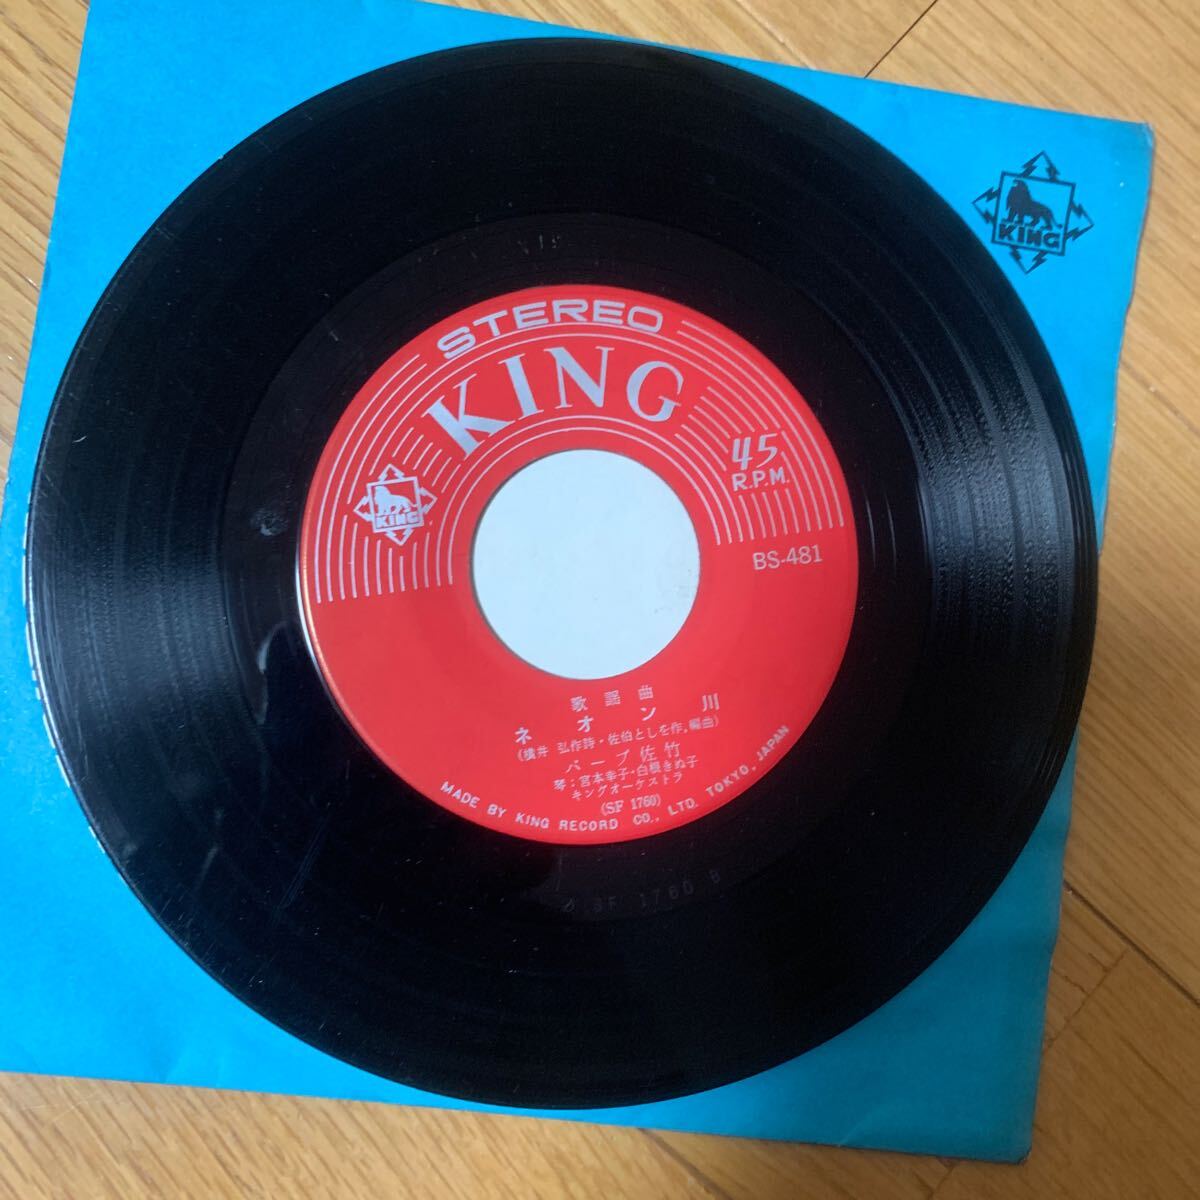 STEREO
KING
45
R.P.M.
KING
BS-481
歌謡曲
ネオン川
(横井 弘作詩・佐伯としを作,編曲)
バーブ佐竹
琴:宮本幸子・白根きぬ子
キングオーケストラ
(SF 1760)
MADE BY KING RECORD CO., LTD. TOKYO, JAPAN
SF 1760 B
KING